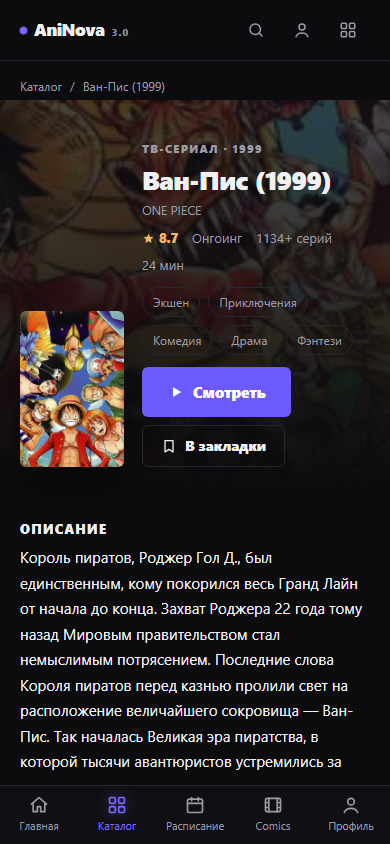 AniNova 3.0
Каталог / Ван-Пис (1999)
ТВ-СЕРИАЛ · 1999
Ван-Пис (1999)
ONE PIECE
★ 8.7 Онгоинг 1134+ серий
24 мин
Экшен Приключения
Комедия Драма Фэнтези
Смотреть
В закладки
ОПИСАНИЕ
Король пиратов, Роджер Гол Д., был
единственным, кому покорился весь Гранд Лайн
от начала до конца. Захват Роджера 22 года тому
назад Мировым правительством стал
немыслимым потрясением. Последние слова
Короля пиратов перед казнью пролили свет на
расположение величайшего сокровища — Ван-
Пис. Так началась Великая эра пиратства, в
которой тысячи авантюристов устремились за
Главная Каталог Расписание Comics Профиль